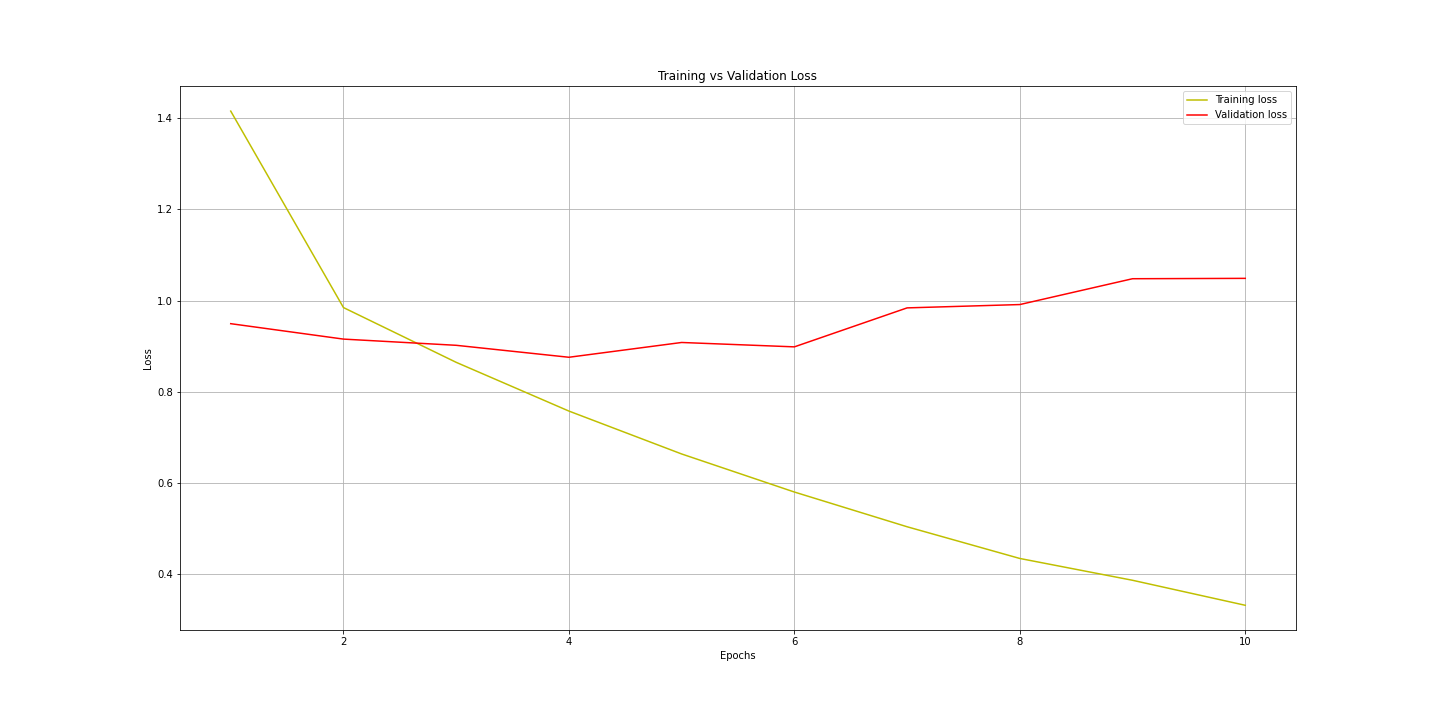 Training vs Validation Loss
Training loss
Validation loss
1.4
1.2
1.0
0.8
0.6
0.4
Loss
2 4 6 8 10
Epochs